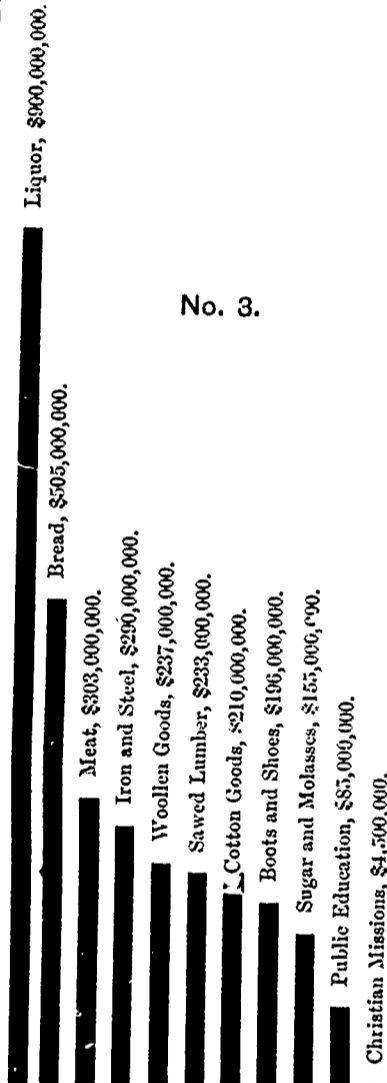 Liquor, $900,000,000.
No. 3.
Bread, $505,000,000.
Meat, $303,000,000.
Iron and Steel, $290,000,000.
Woollen Goods, $237,000,000.
Sawed Lumber, $233,000,000.
Cotton Goods, $210,000,000.
Boots and Shoes, $196,000,000.
Sugar and Molasses, $155,000,000.
Public Education, $85,000,000.
Christian Missions, $4,500,000.